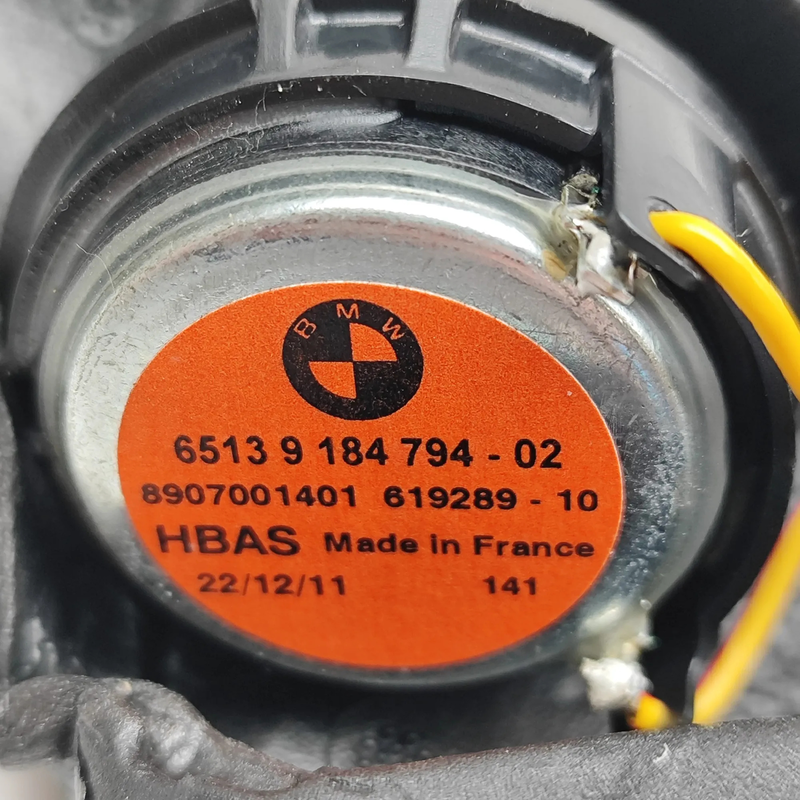 BMW
6513 9 184 794 - 02
8907001401 619289 - 10
HBAS Made in France
22/12/11 141